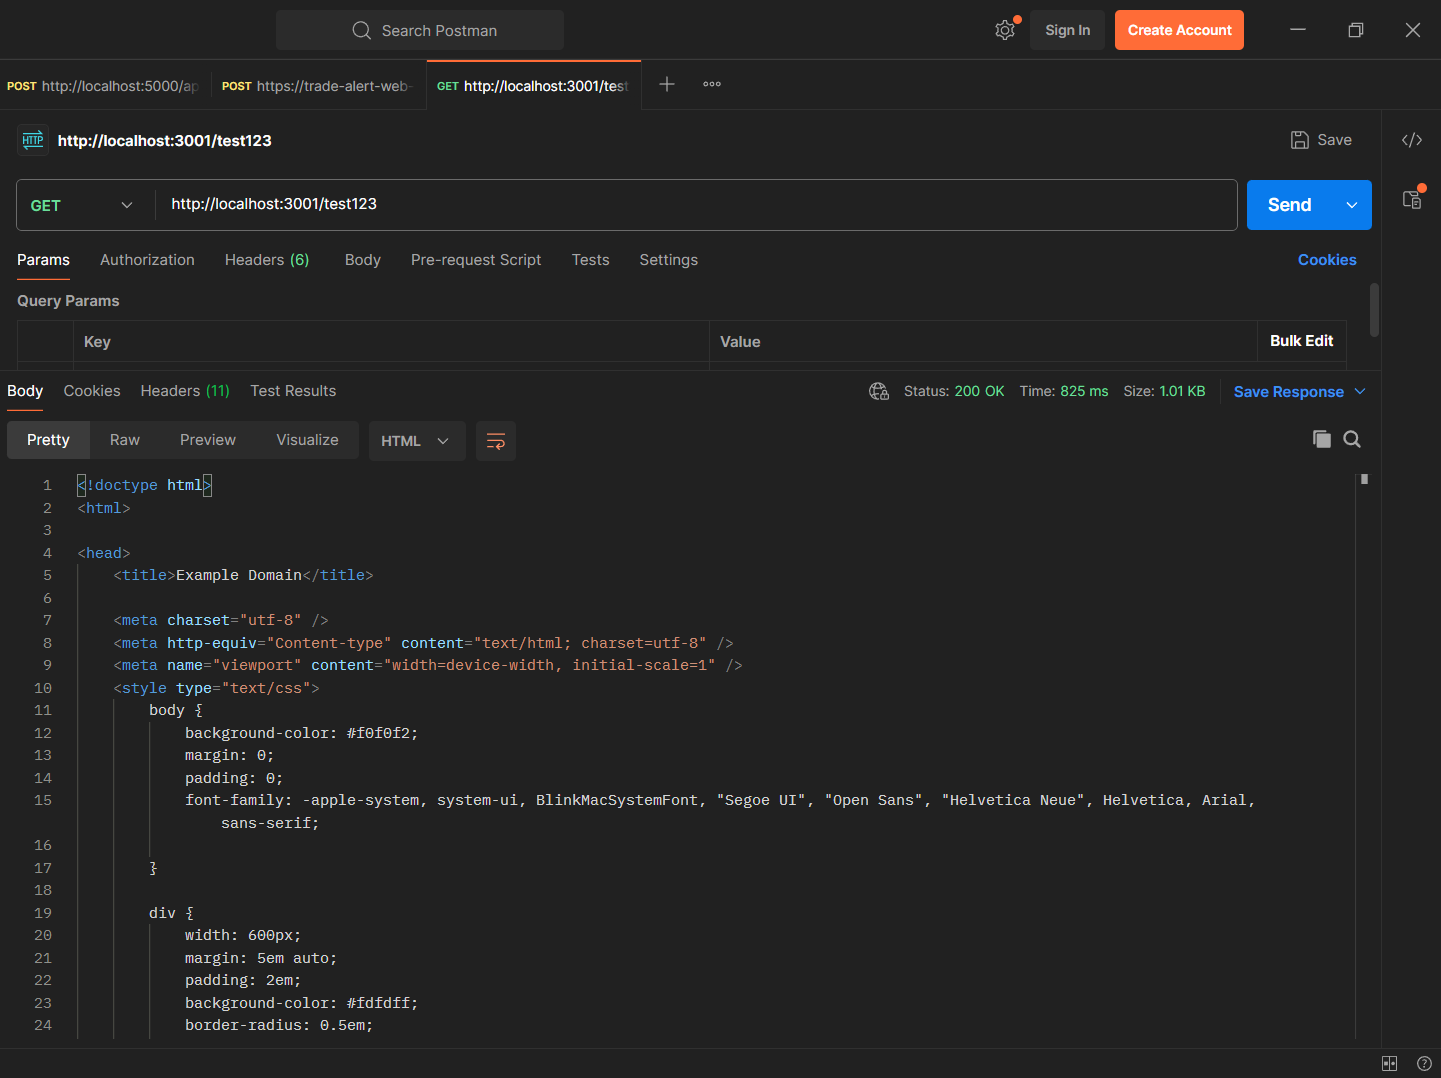 Search Postman
Sign In
Create Account
POST http://localhost:5000/ap
POST https://trade-alert-web-
GET http://localhost:3001/test
HTTP http://localhost:3001/test123
Save
GET
http://localhost:3001/test123
Send
Params
Authorization
Headers (6)
Body
Pre-request Script
Tests
Settings
Cookies
Query Params
Key
Value
Bulk Edit
Body
Cookies
Headers (11)
Test Results
Status: 200 OK
Time: 825 ms
Size: 1.01 KB
Save Response
Pretty
Raw
Preview
Visualize
HTML
1 <!doctype html>
2 <html>
3
4 <head>
5 <title>Example Domain</title>
6
7 <meta charset="utf-8" />
8 <meta http-equiv="Content-type" content="text/html; charset=utf-8" />
9 <meta name="viewport" content="width=device-width, initial-scale=1" />
10 <style type="text/css">
11 body {
12 background-color: #f0f0f2;
13 margin: 0;
14 padding: 0;
15 font-family: -apple-system, system-ui, BlinkMacSystemFont, "Segoe UI", "Open Sans", "Helvetica Neue", Helvetica, Arial,
sans-serif;
16
17 }
18
19 div {
20 width: 600px;
21 margin: 5em auto;
22 padding: 2em;
23 background-color: #fdfdff;
24 border-radius: 0.5em;